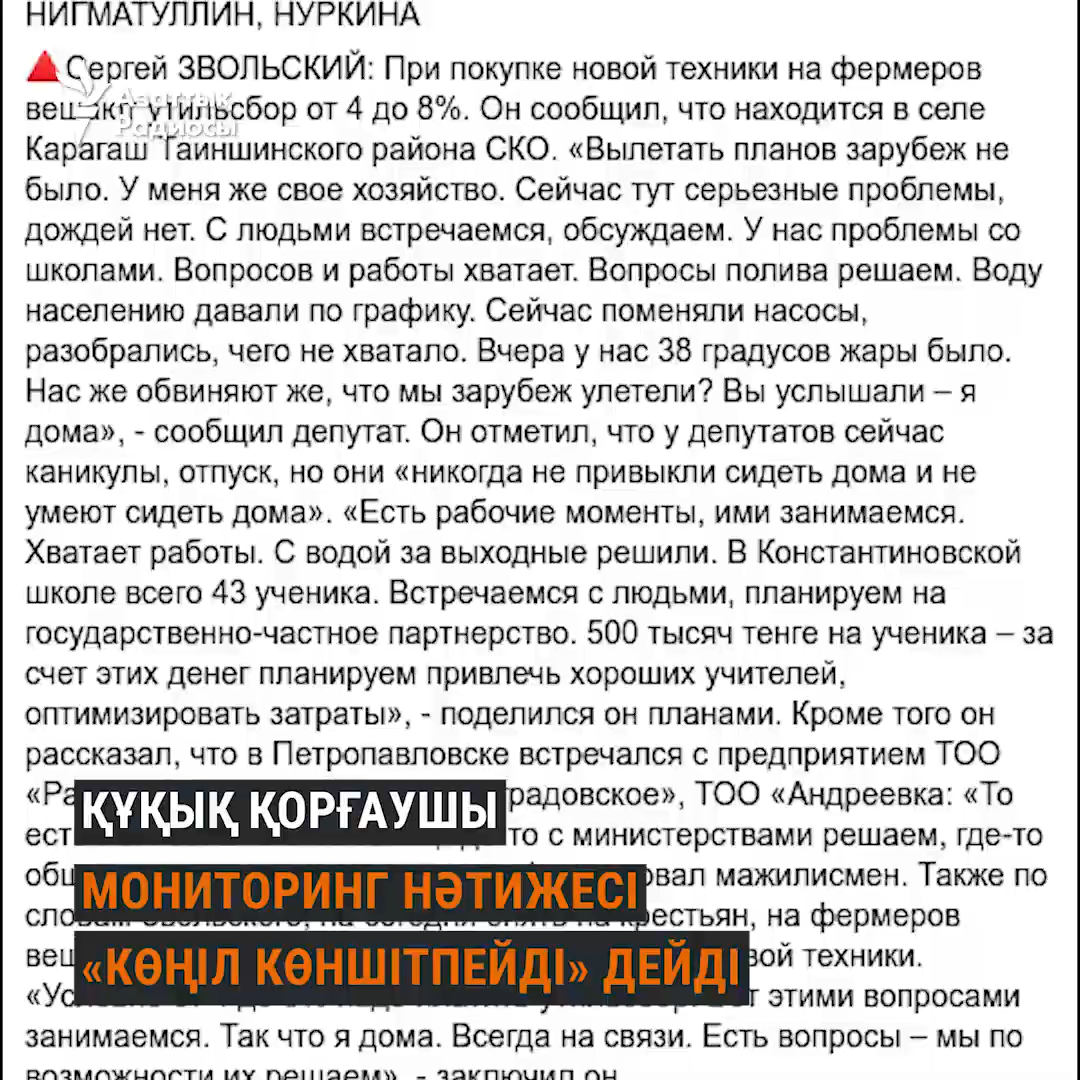 НИГМАТУЛЛИН, НУРКИНА
Сергей ЗВОЛЬСКИЙ: При покупке новой техники на фермеров
Азаттық
Радиосы
вешают утильсбор от 4 до 8%. Он сообщил, что находится в селе
Карагаш Таиншинского района СКО. «Вылетать планов зарубеж не
было. У меня же свое хозяйство. Сейчас тут серьезные проблемы,
дождей нет. С людьми встречаемся, обсуждаем. У нас проблемы со
школами. Вопросов и работы хватает. Вопросы полива решаем. Воду
населению давали по графику. Сейчас поменяли насосы,
разобрались, чего не хватало. Вчера у нас 38 градусов жары было.
Нас же обвиняют же, что мы зарубеж улетели? Вы услышали – я
дома», - сообщил депутат. Он отметил, что у депутатов сейчас
каникулы, отпуск, но они «никогда не привыкли сидеть дома и не
умеют сидеть дома». «Есть рабочие моменты, ими занимаемся.
Хватает работы. С водой за выходные решили. В Константиновской
школе всего 43 ученика. Встречаемся с людьми, планируем на
государственно-частное партнерство. 500 тысяч тенге на ученика – за
счет этих денег планируем привлечь хороших учителей,
оптимизировать затраты», - поделился он планами. Кроме того он
рассказал, что в Петропавловске встречался с предприятием ТОО
ТОО «Андреевка: «То
с министерствами решаем, где-то
мажилисмен. Также по
на фермеров
техники.
этими вопросами
занимаемся. Так что я дома. Всегда на связи. Есть вопросы – мы по
возможности их решаем», - заключил он
ҚҰҚЫҚ ҚОРҒАУШЫ
МОНИТОРИНГ НӘТИЖЕСІ
«КӨҢІЛ КӨНШІТПЕЙДІ» ДЕЙДІ